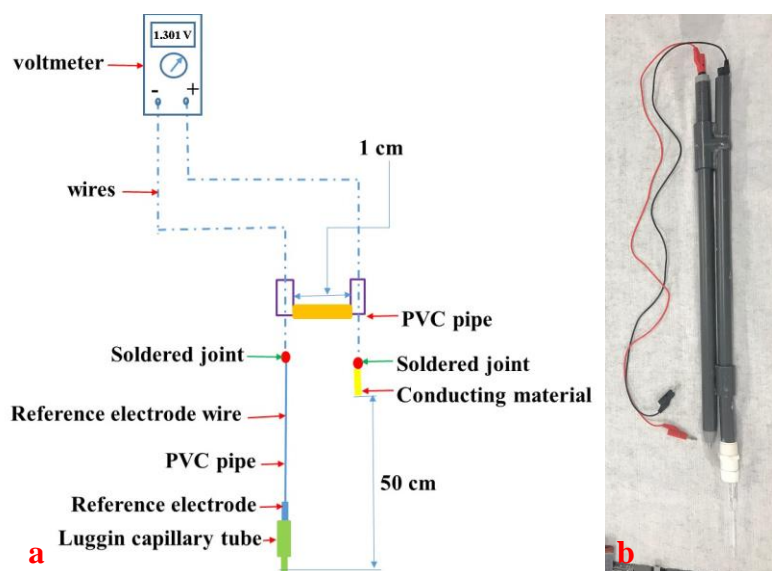 1.301 V
voltmeter
- +
1 cm
wires
PVC pipe
Soldered joint
Soldered joint
Conducting material
Reference electrode wire
PVC pipe
50 cm
Reference electrode
Luggin capillary tube
a
b